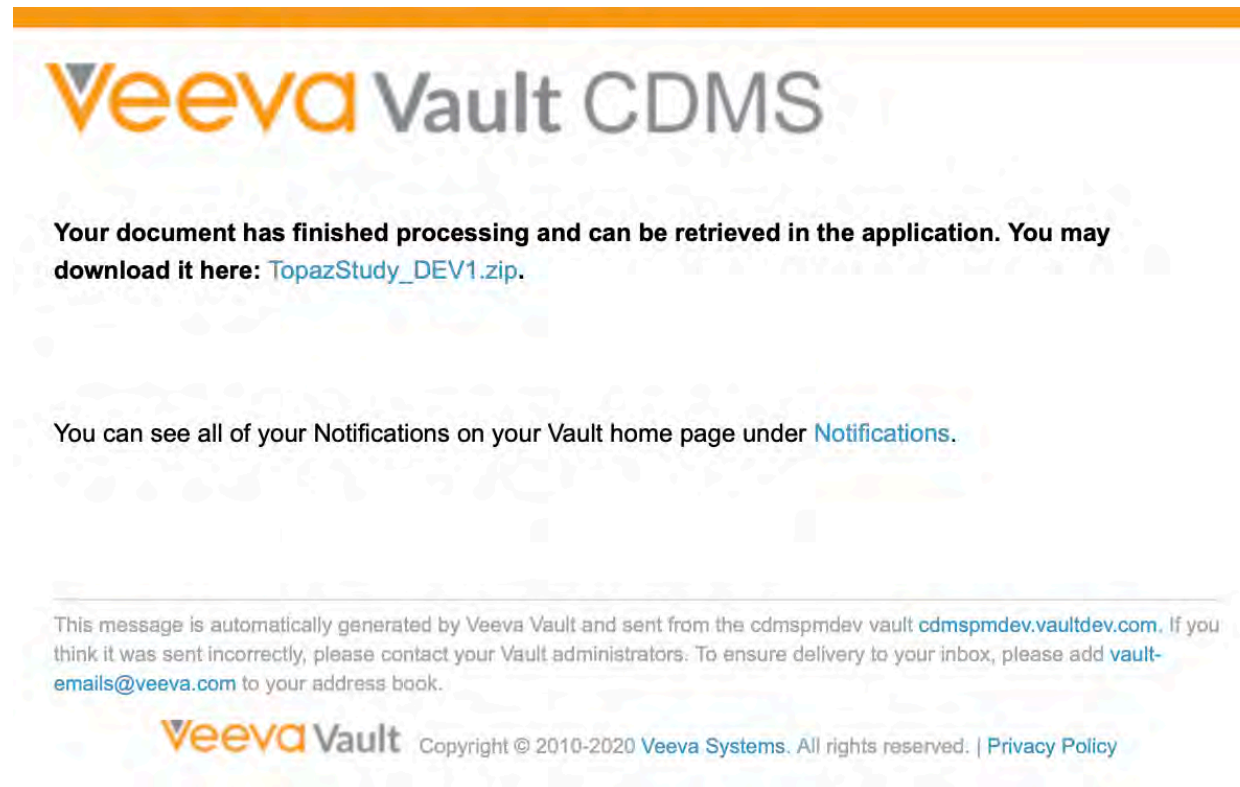 Veeva Vault CDMS
Your document has finished processing and can be retrieved in the application. You may
download it here: TopazStudy_DEV1.zip.
You can see all of your Notifications on your Vault home page under Notifications.
This message is automatically generated by Veeva Vault and sent from the cdmspmdev vault cdmspmdev.vaultdev.com. If you
think it was sent incorrectly, please contact your Vault administrators. To ensure delivery to your inbox, please add vault-
emails@veeva.com to your address book.
Veeva Vault Copyright © 2010-2020 Veeva Systems. All rights reserved. | Privacy Policy